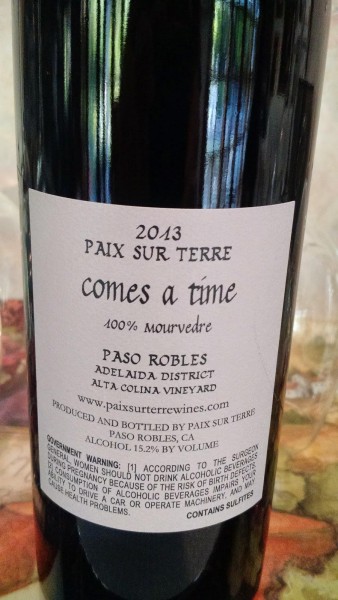 2013
PAIX SUR TERRE
comes a time
100% mourvedre
PASO ROBLES
ADELAIDA DISTRICT
ALTA COLINA VINEYARD
www.paixsurterrewines.com
PRODUCED AND BOTTLED BY PAIX SUR TERRE
PASO ROBLES, CA
ALCOHOL 15.2% BY VOLUME
GOVERNMENT WARNING: [1] ACCORDING TO THE SURGEON
GENERAL, WOMEN SHOULD NOT DRINK ALCOHOLIC BEVERAGES
DURING PREGNANCY BECAUSE OF THE RISK OF BIRTH DEFECTS.
[2] CONSUMPTION OF ALCOHOLIC BEVERAGES IMPAIRS YOUR
ABILITY TO DRIVE A CAR OR OPERATE MACHINERY, AND MAY
CAUSE HEALTH PROBLEMS.
CONTAINS SULFITES